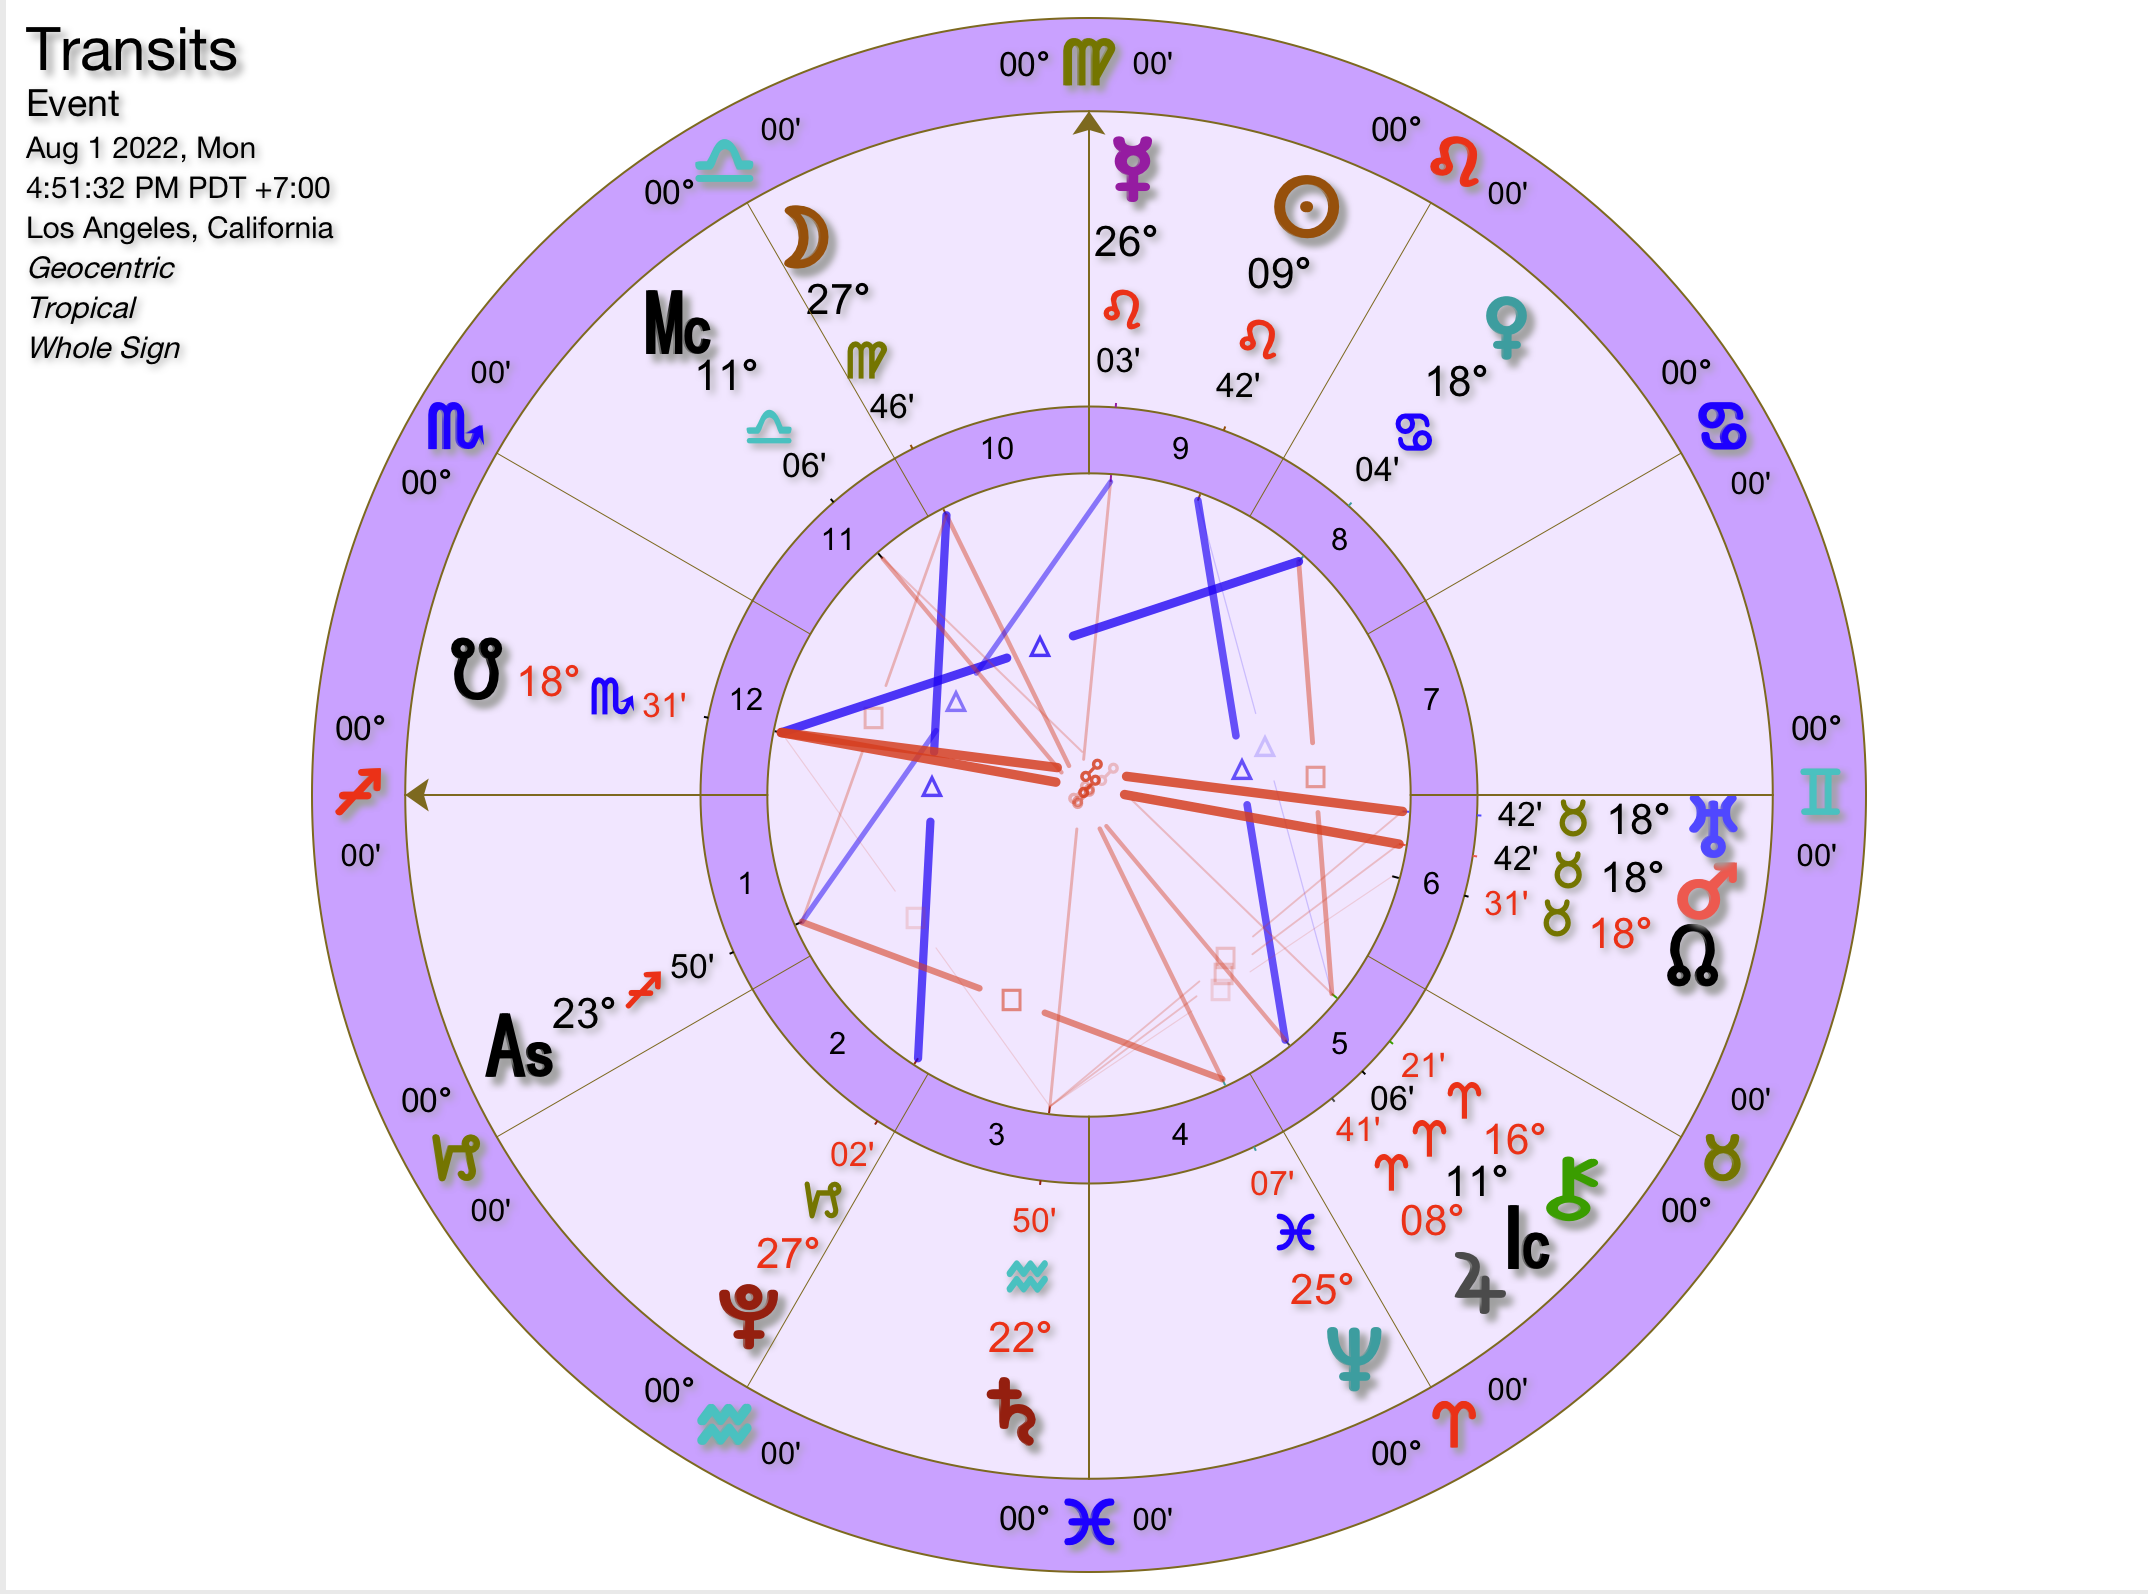 Transits
Event
Aug 1 2022, Mon
4:51:32 PM PDT +7:00
Los Angeles, California
Geocentric
Tropical
Whole Sign
00° ♍ 00'
00° ♌ 00'
00° ♋ 00'
00° ♊ 00'
00° ♉ 00'
00° ♈ 00'
00° ♓ 00'
00° ♒ 00'
00° ♑ 00'
00° ♐ 00'
00° ♏ 00'
00° ♎ 00'
☿ 26° ♌ 03'
☉ 09° ♌ 42'
♀ 18° ♋ 04'
☽ 27° ♍ 46'
Mc 11° ♎ 06'
☋ 18° ♏ 31'
As 23° ♐ 50'
♇ 27° ♑ 02'
♄ 22° ♒ 50'
♆ 25° ♓ 07'
♃ 08° ♈ 41'
Ic 11° ♈ 06'
⚷ 16° ♈ 21'
☊ 18° ♉ 31'
♂ 18° ♉ 42'
♅ 18° ♉ 42'
1
2
3
4
5
6
7
8
9
10
11
12